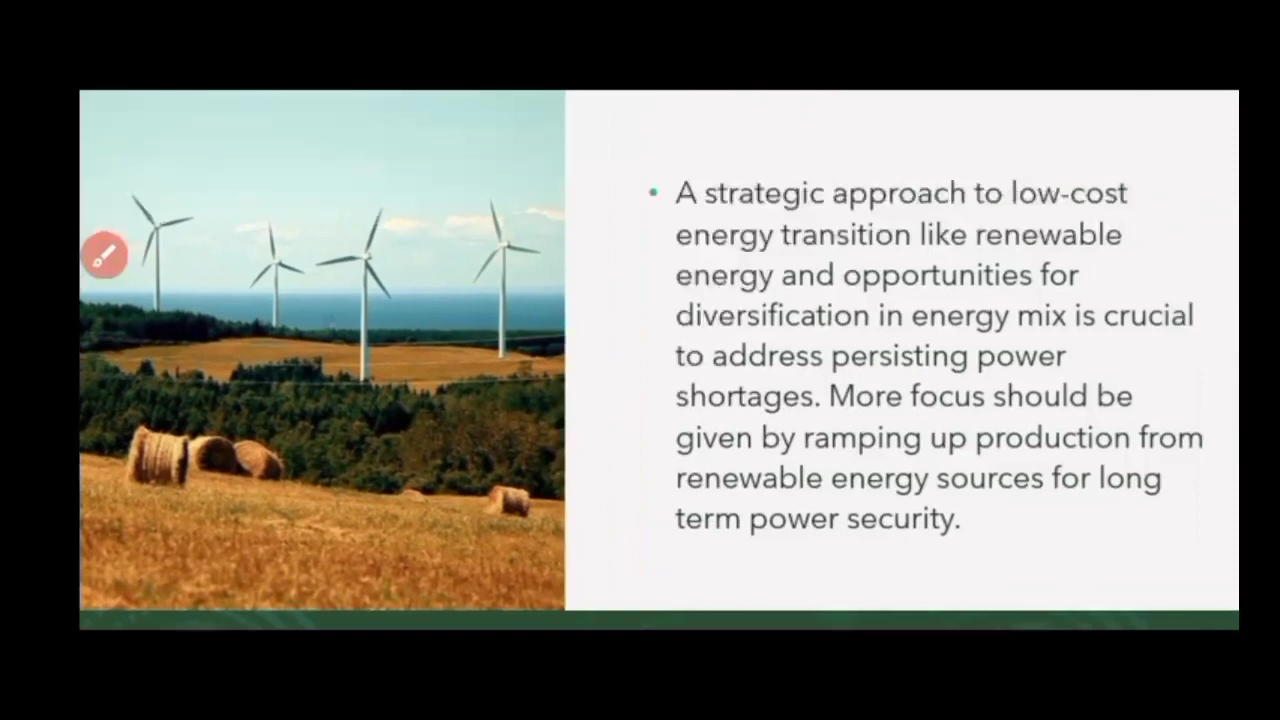 • A strategic approach to low-cost
energy transition like renewable
energy and opportunities for
diversification in energy mix is crucial
to address persisting power
shortages. More focus should be
given by ramping up production from
renewable energy sources for long
term power security.